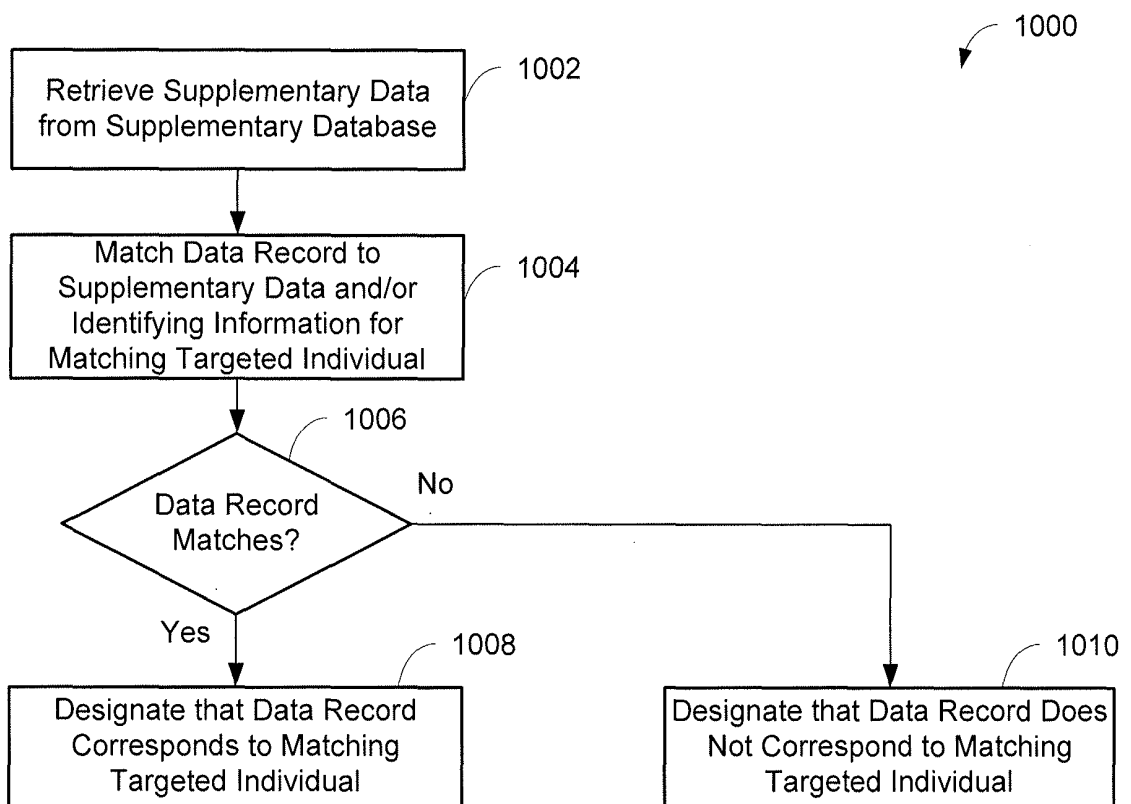 1000
1002
Retrieve Supplementary Data
from Supplementary Database
1004
Match Data Record to
Supplementary Data and/or
Identifying Information for
Matching Targeted Individual
1006
Data Record
Matches?
No
Yes
1008
Designate that Data Record
Corresponds to Matching
Targeted Individual
1010
Designate that Data Record Does
Not Correspond to Matching
Targeted Individual